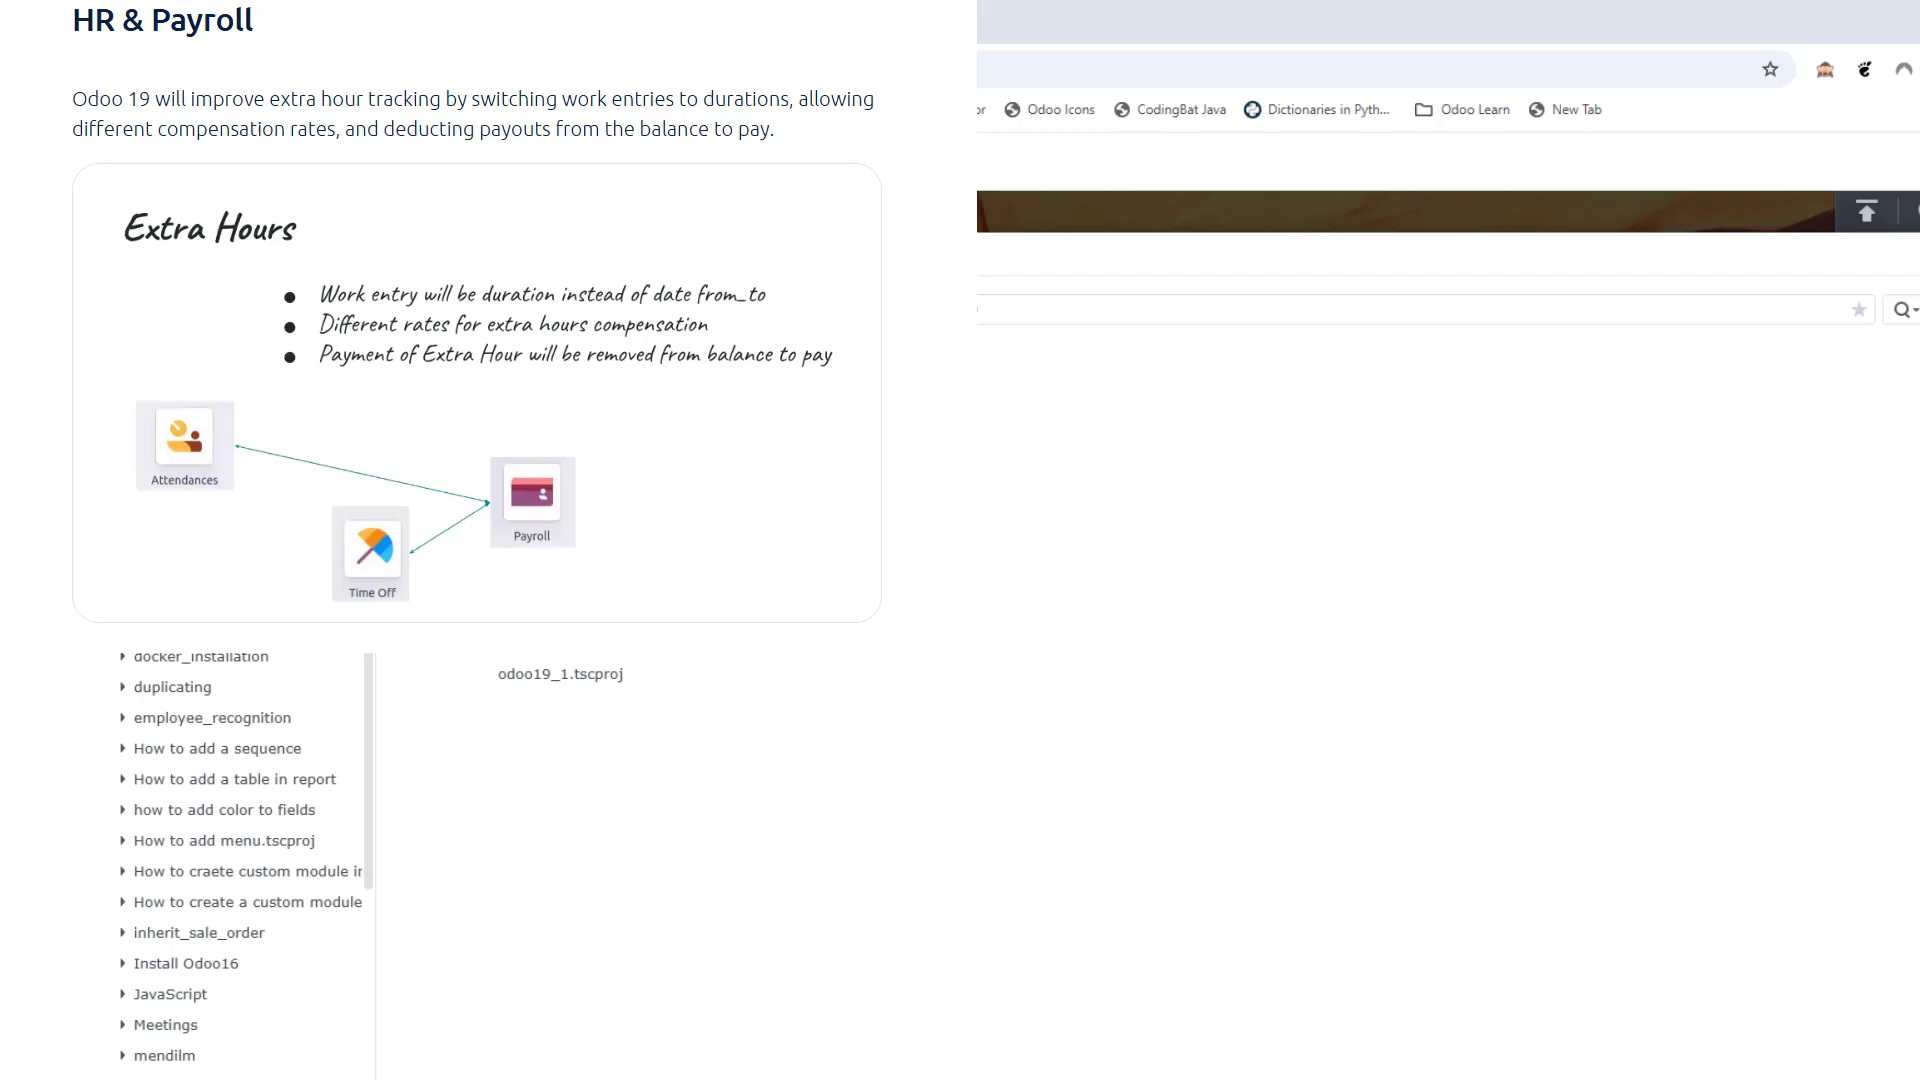 HR & Payroll
Odoo 19 will improve extra hour tracking by switching work entries to durations, allowing
different compensation rates, and deducting payouts from the balance to pay.
Extra Hours
Work entry will be duration instead of date from_to
Different rates for extra hours compensation
Payment of Extra Hour will be removed from balance to pay
Attendances
Payroll
Time Off
docker_installation
duplicating
employee_recognition
How to add a sequence
How to add a table in report
how to add color to fields
How to add menu.tscproj
How to craete custom module
How to create a custom module
inherit_sale_order
Install Odoo16
JavaScript
Meetings
mendilm
odoo19_1.tscproj
Odoo Icons
CodingBat Java
Dictionaries in Pyth...
Odoo Learn
New Tab